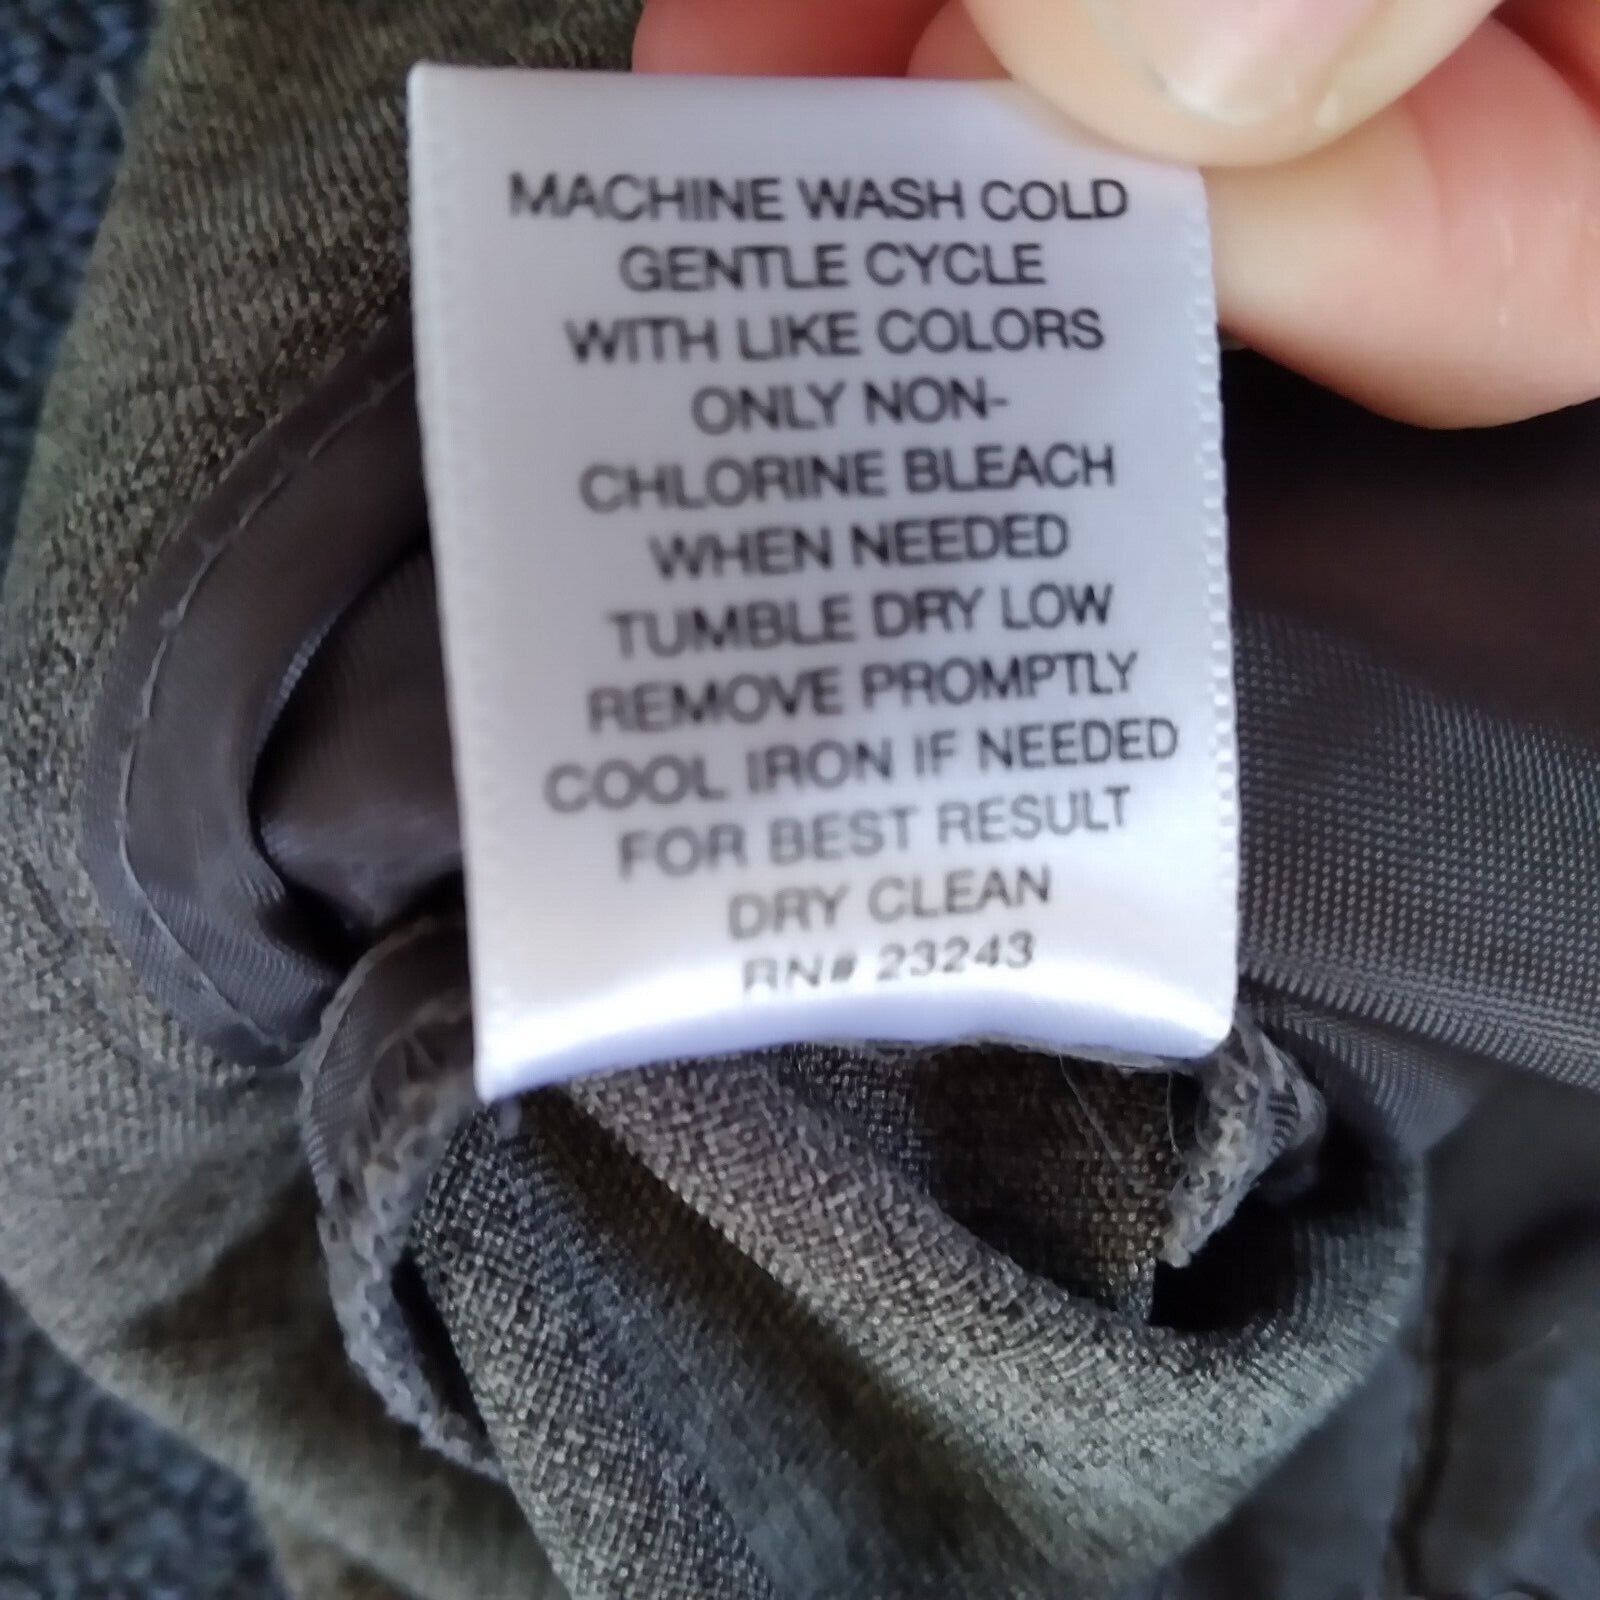 MACHINE WASH COLD
GENTLE CYCLE
WITH LIKE COLORS
ONLY NON-
CHLORINE BLEACH
WHEN NEEDED
TUMBLE DRY LOW
REMOVE PROMPTLY
COOL IRON IF NEEDED
FOR BEST RESULT
DRY CLEAN
RN# 23243